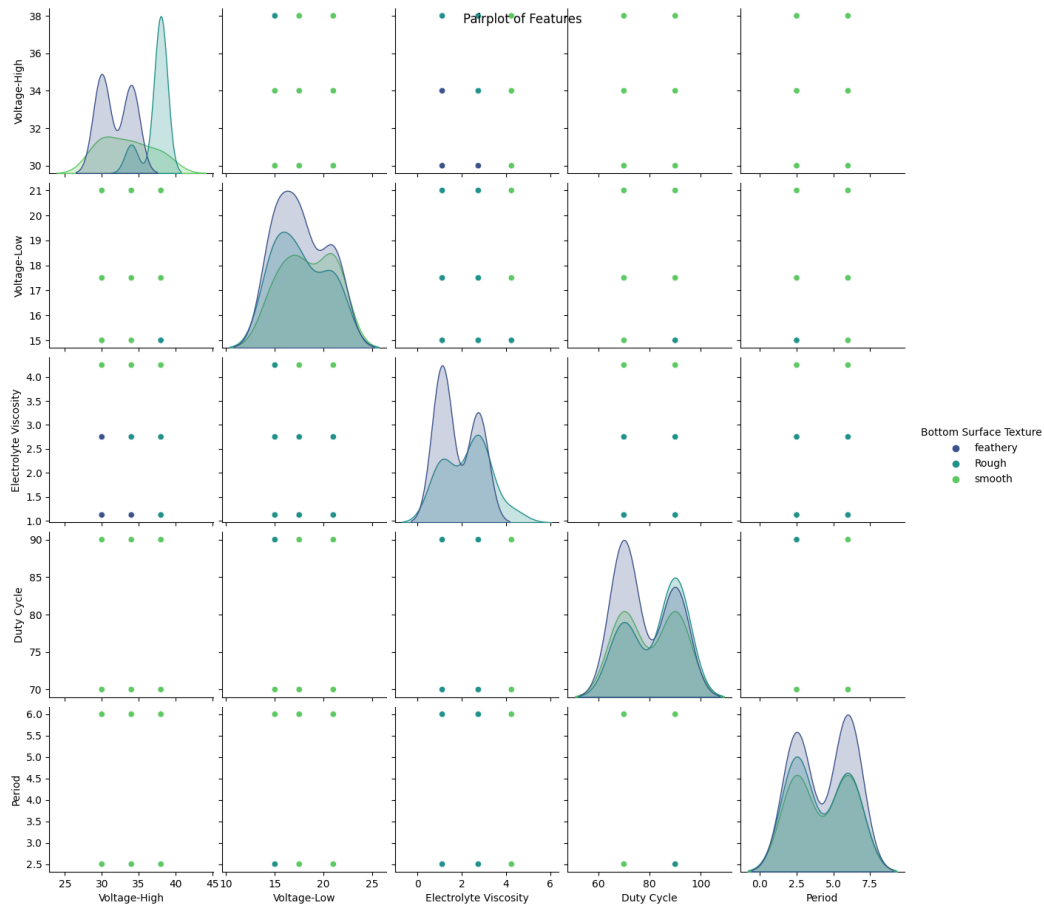 Pairplot of Features
38
36
34
32
30
Voltage-High
21
20
19
18
17
16
15
Voltage-Low
4.0
3.5
3.0
2.5
2.0
1.5
1.0
Electrolyte Viscosity
Bottom Surface Texture
feathery
Rough
smooth
90
85
80
75
70
Duty Cycle
6.0
5.5
5.0
4.5
4.0
3.5
3.0
2.5
Period
25 30 35 40 45
10 15 20 25
0 2 4 6
60 80 100
0.0 2.5 5.0 7.5
Voltage-High
Voltage-Low
Electrolyte Viscosity
Duty Cycle
Period